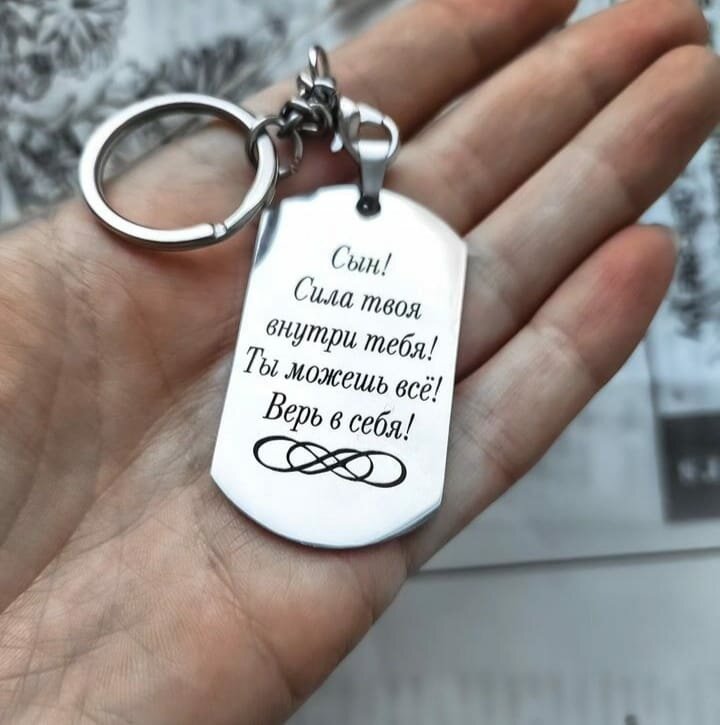 Сын!
Сила твоя
внутри тебя!
Ты можешь всё!
Верь в себя!